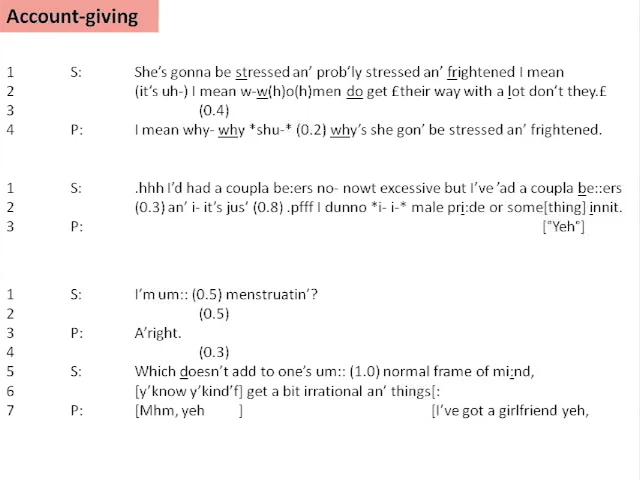 Account-giving
1 S: She's gonna be stressed an' prob'ly stressed an' frightened I mean
2 (it's uh-) I mean w-w(h)o(h)men do get £their way with a lot don't they.£
3 (0.4)
4 P: I mean why- why *shu-* (0.2) why's she gon' be stressed an' frightened.
1 S: .hhh I'd had a coupla be:ers no- nowt excessive but I've 'ad a coupla be::ers
2 (0.3) an' i- it's jus' (0.8) .pfff I dunno *i- i-* male pri:de or some[thing] innit.
3 P: [°Yeh°]
1 S: I'm um:: (0.5) menstruatin'?
2 (0.5)
3 P: A'right.
4 (0.3)
5 S: Which doesn't add to one's um:: (1.0) normal frame of mi:nd,
6 [y'know y'kind'f] get a bit irrational an' things[:
7 P: [Mhm, yeh ] [I've got a girlfriend yeh,